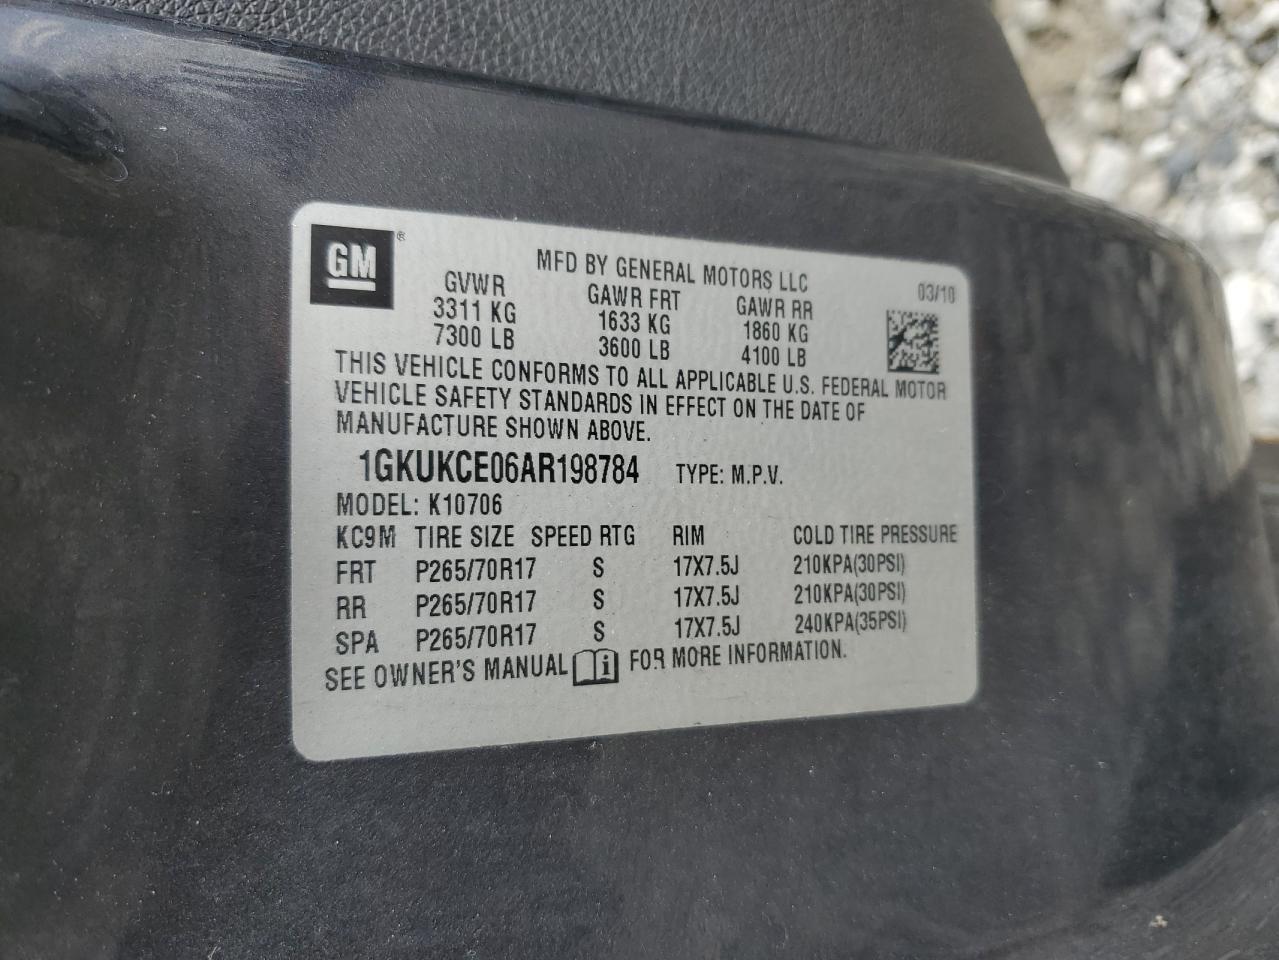 GM®
MFD BY GENERAL MOTORS LLC
03/10
GVWR GAWR FRT GAWR RR
3311 KG 1633 KG 1860 KG
7300 LB 3600 LB 4100 LB
THIS VEHICLE CONFORMS TO ALL APPLICABLE U.S. FEDERAL MOTOR
VEHICLE SAFETY STANDARDS IN EFFECT ON THE DATE OF
MANUFACTURE SHOWN ABOVE.
1GKUKCE06AR198784 TYPE: M.P.V.
MODEL: K10706
KC9M TIRE SIZE SPEED RTG RIM COLD TIRE PRESSURE
FRT P265/70R17 S 17X7.5J 210KPA(30PSI)
RR P265/70R17 S 17X7.5J 210KPA(30PSI)
SPA P265/70R17 S 17X7.5J 240KPA(35PSI)
SEE OWNER'S MANUAL i FOR MORE INFORMATION.